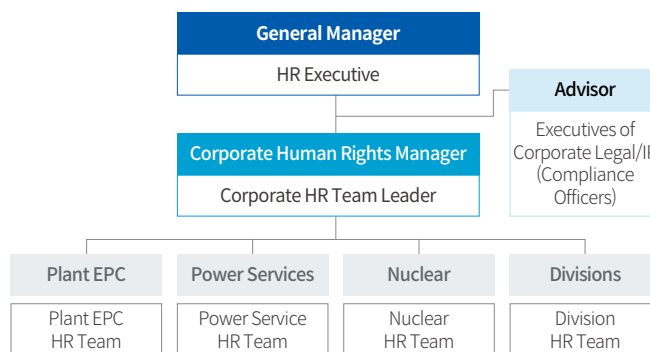 General Manager
HR Executive
Advisor
Executives of
Corporate Legal/IP
(Compliance
Officers)
Corporate Human Rights Manager
Corporate HR Team Leader
Plant EPC
Power Services
Nuclear
Divisions
Plant EPC
HR Team
Power Service
HR Team
Nuclear
HR Team
Division
HR Team